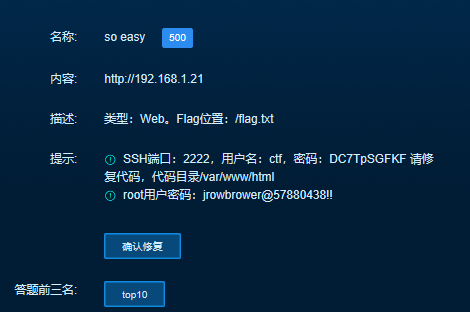 名称: so easy 500
内容: http://192.168.1.21
描述: 类型：Web。Flag位置：/flag.txt
提示: SSH端口：2222，用户名：ctf，密码：DC7TpSGFKF 请修
复代码，代码目录/var/www/html
root用户密码：jrowbrower@57880438!!
确认修复
答题前三名: top10